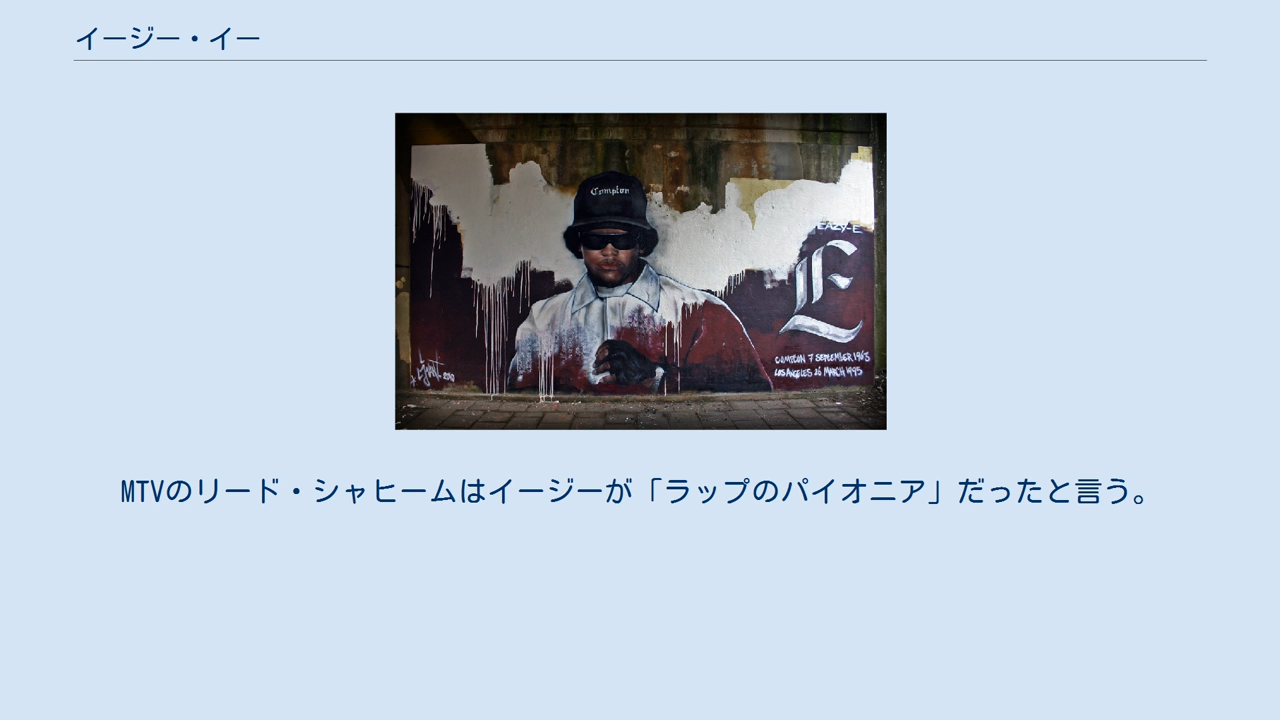 イージー・イー
Compton
EAZY-E
E
COMPTON 7 SEPTEMBER 1963
LOS ANGELES 26 MARCH 1995
2010
MTVのリード・シャヒームはイージーが「ラップのパイオニア」だったと言う。